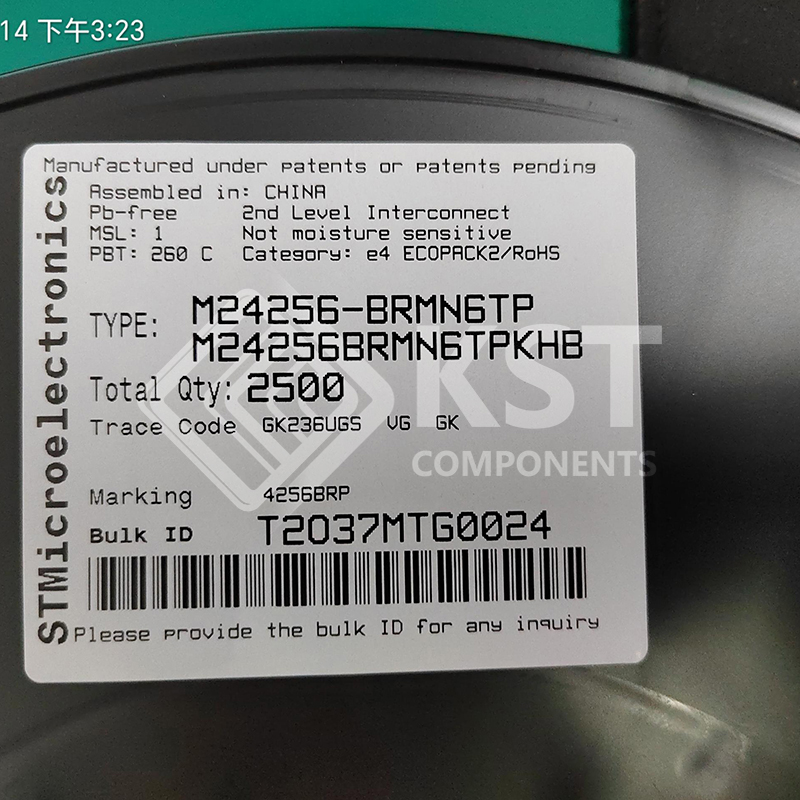 14 下午3:23
Manufactured under patents or patents pending
STMicroelectronics
Assembled in: CHINA
Pb-free 2nd Level Interconnect
MSL: 1 Not moisture sensitive
PBT: 260 C Category: e4 ECOPACK2/RoHS
TYPE: M24256-BRMN6TP
M24256BRMN6TPKHB
Total Qty: 2500
Trace Code GK236UGS VG GK
Marking 4256BRP
Bulk ID T2037MTG0024
Please provide the bulk ID for any inquiry
KST
COMPONENTS